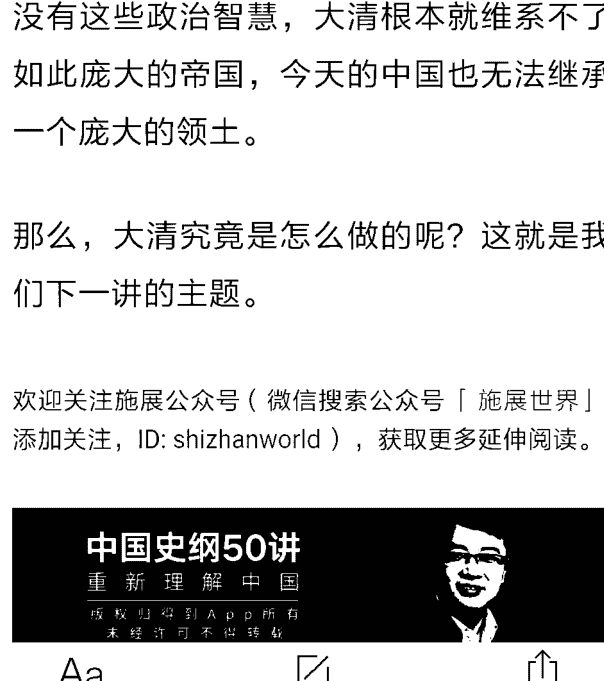 没有这些政治智慧，大清根本就维系不了
如此庞大的帝国，今天的中国也无法继承
一个庞大的领土。
那么，大清究竟是怎么做的呢？这就是我
们下一讲的主题。
欢迎关注施展公众号（微信搜索公众号「施展世界」
添加关注，ID: shizhanworld），获取更多延伸阅读。
中国史纲50讲
重新理解中国
版权归得到App所有
未经许可不得转载
Aa